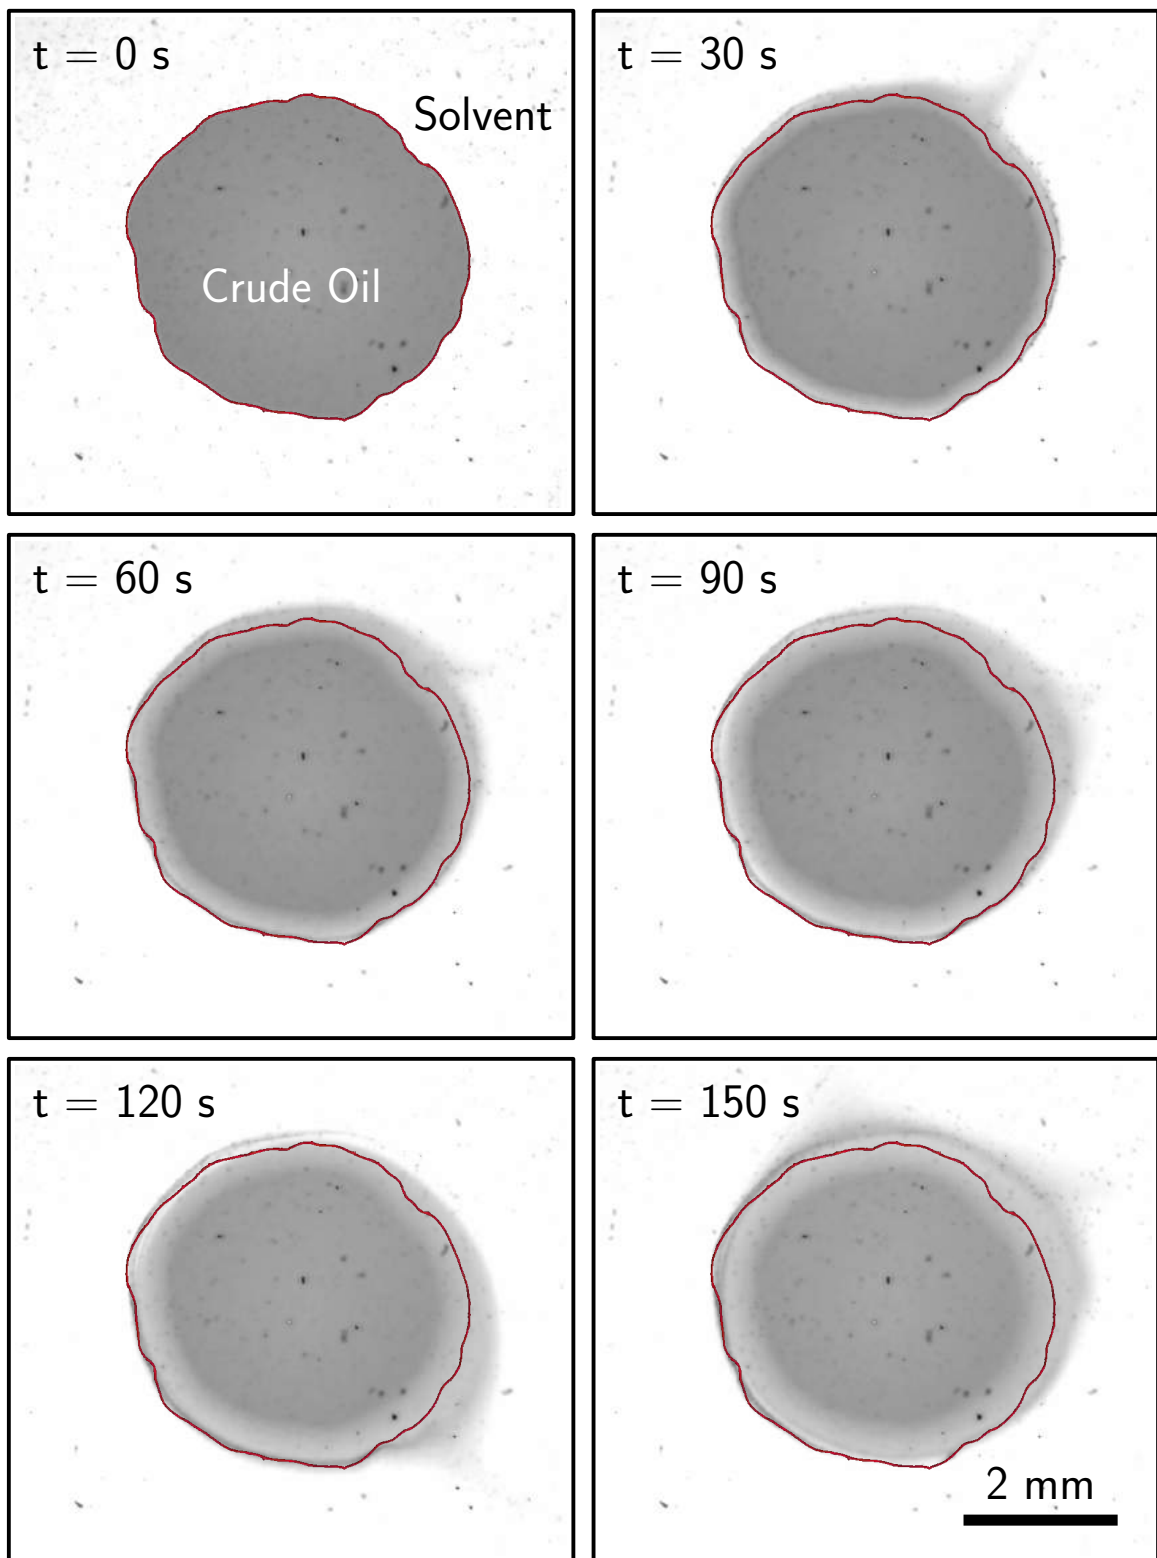 t = 0 s
Solvent
Crude Oil
t = 30 s
t = 60 s
t = 90 s
t = 120 s
t = 150 s
2 mm